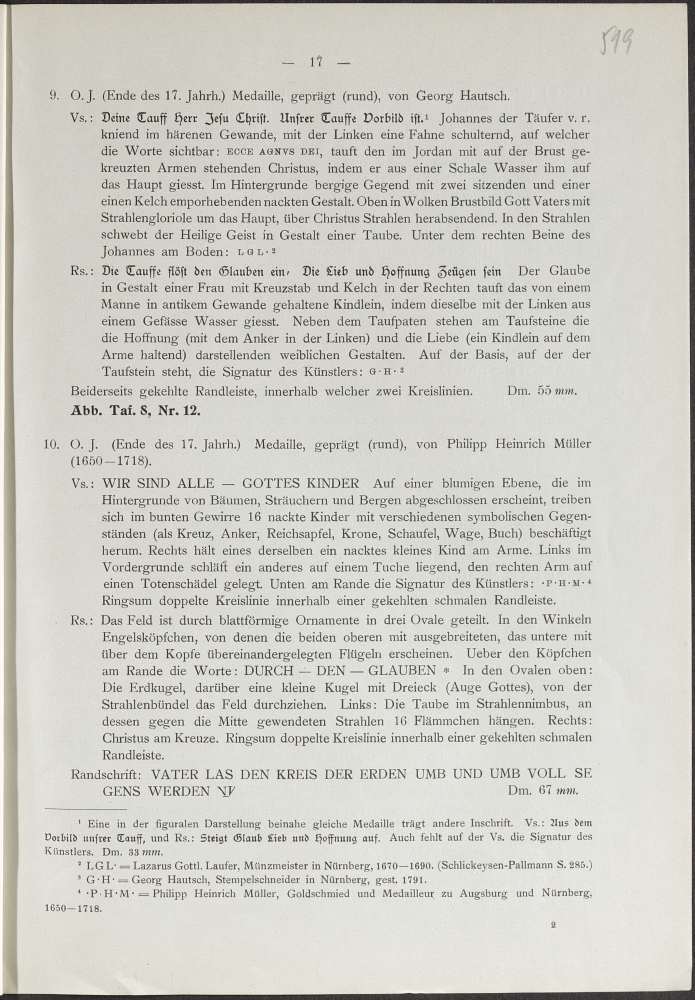 599
— 17 —
9. O. J. (Ende des 17. Jahrh.) Medaille, geprägt (rund), von Georg Hautsch.
Vs.: Deine Tauff Herr Jesu Christ. Unsrer Tauffe Vorbild ist.¹ Johannes der Täufer v. r.
kniend im härenen Gewande, mit der Linken eine Fahne schulternd, auf welcher
die Worte sichtbar: ECCE AGNVS DEI, tauft den im Jordan mit auf der Brust ge-
kreuzten Armen stehenden Christus, indem er aus einer Schale Wasser ihm auf
das Haupt giesst. Im Hintergrunde bergige Gegend mit zwei sitzenden und einer
einen Kelch emporhebenden nackten Gestalt. Oben in Wolken Brustbild Gott Vaters mit
Strahlengloriole um das Haupt, über Christus Strahlen herabsendend. In den Strahlen
schwebt der Heilige Geist in Gestalt einer Taube. Unter dem rechten Beine des
Johannes am Boden: L G L · ²
Rs.: Die Tauffe flöst den Glauben ein, Die Lieb und Hoffnung Zeügen sein Der Glaube
in Gestalt einer Frau mit Kreuzstab und Kelch in der Rechten tauft das von einem
Manne in antikem Gewande gehaltene Kindlein, indem dieselbe mit der Linken aus
einem Gefässe Wasser giesst. Neben dem Taufpaten stehen am Taufsteine die
die Hoffnung (mit dem Anker in der Linken) und die Liebe (ein Kindlein auf dem
Arme haltend) darstellenden weiblichen Gestalten. Auf der Basis, auf der der
Taufstein steht, die Signatur des Künstlers: G · H · ³
Beiderseits gekehlte Randleiste, innerhalb welcher zwei Kreislinien. Dm. 55 mm.
Abb. Taf. 8, Nr. 12.
10. O. J. (Ende des 17. Jahrh.) Medaille, geprägt (rund), von Philipp Heinrich Müller
(1650—1718).
Vs.: WIR SIND ALLE — GOTTES KINDER Auf einer blumigen Ebene, die im
Hintergrunde von Bäumen, Sträuchern und Bergen abgeschlossen erscheint, treiben
sich im bunten Gewirre 16 nackte Kinder mit verschiedenen symbolischen Gegen-
ständen (als Kreuz, Anker, Reichsapfel, Krone, Schaufel, Wage, Buch) beschäftigt
herum. Rechts hält eines derselben ein nacktes kleines Kind am Arme. Links im
Vordergrunde schläft ein anderes auf einem Tuche liegend, den rechten Arm auf
einen Totenschädel gelegt. Unten am Rande die Signatur des Künstlers: · P · H · M · ⁴
Ringsum doppelte Kreislinie innerhalb einer gekehlten schmalen Randleiste.
Rs.: Das Feld ist durch blattförmige Ornamente in drei Ovale geteilt. In den Winkeln
Engelsköpfchen, von denen die beiden oberen mit ausgebreiteten, das untere mit
über dem Kopfe übereinandergelegten Flügeln erscheinen. Ueber den Köpfchen
am Rande die Worte: DURCH — DEN — GLAUBEN * In den Ovalen oben:
Die Erdkugel, darüber eine kleine Kugel mit Dreieck (Auge Gottes), von der
Strahlenbündel das Feld durchziehen. Links: Die Taube im Strahlennimbus, an
dessen gegen die Mitte gewendeten Strahlen 16 Flämmchen hängen. Rechts:
Christus am Kreuze. Ringsum doppelte Kreislinie innerhalb einer gekehlten schmalen
Randleiste.
Randschrift: VATER LAS DEN KREIS DER ERDEN UMB UND UMB VOLL SE
GENS WERDEN Dm. 67 mm.
¹ Eine in der figuralen Darstellung beinahe gleiche Medaille trägt andere Inschrift. Vs.: Aus dem
Vorbild unsrer Tauff, und Rs.: Steigt Glaub Lieb und Hoffnung auf. Auch fehlt auf der Vs. die Signatur des
Künstlers. Dm. 33 mm.
² L G L · = Lazarus Gottl. Laufer, Münzmeister in Nürnberg, 1670—1690. (Schlickeysen-Pallmann S. 285.)
³ G · H · = Georg Hautsch, Stempelschneider in Nürnberg, gest. 1791.
⁴ · P · H · M · = Philipp Heinrich Müller, Goldschmied und Medailleur zu Augsburg und Nürnberg,
1650—1718.
2